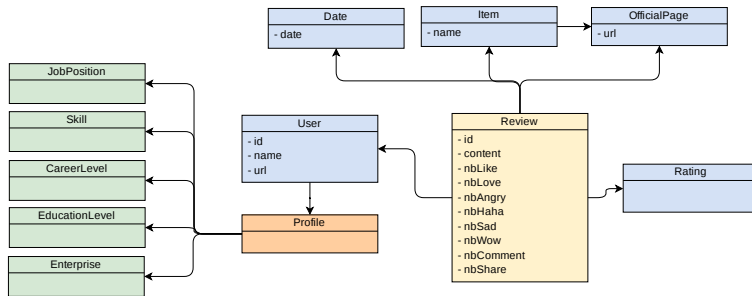 Date
- date
Item
- name
OfficialPage
- url
JobPosition
Skill
CareerLevel
EducationLevel
Enterprise
User
- id
- name
- url
Profile
Review
- id
- content
- nbLike
- nbLove
- nbAngry
- nbHaha
- nbSad
- nbWow
- nbComment
- nbShare
Rating